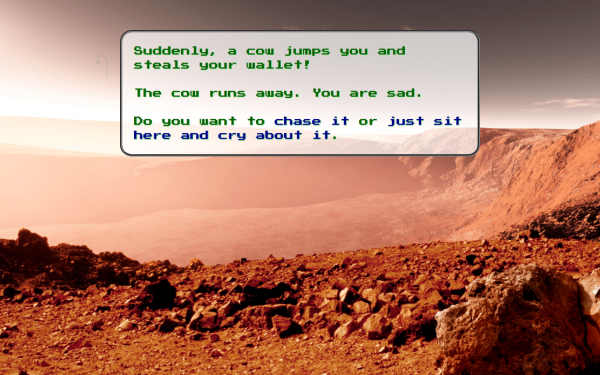 Suddenly, a cow jumps you and
steals your wallet!
The cow runs away. You are sad.
Do you want to chase it or just sit
here and cry about it.